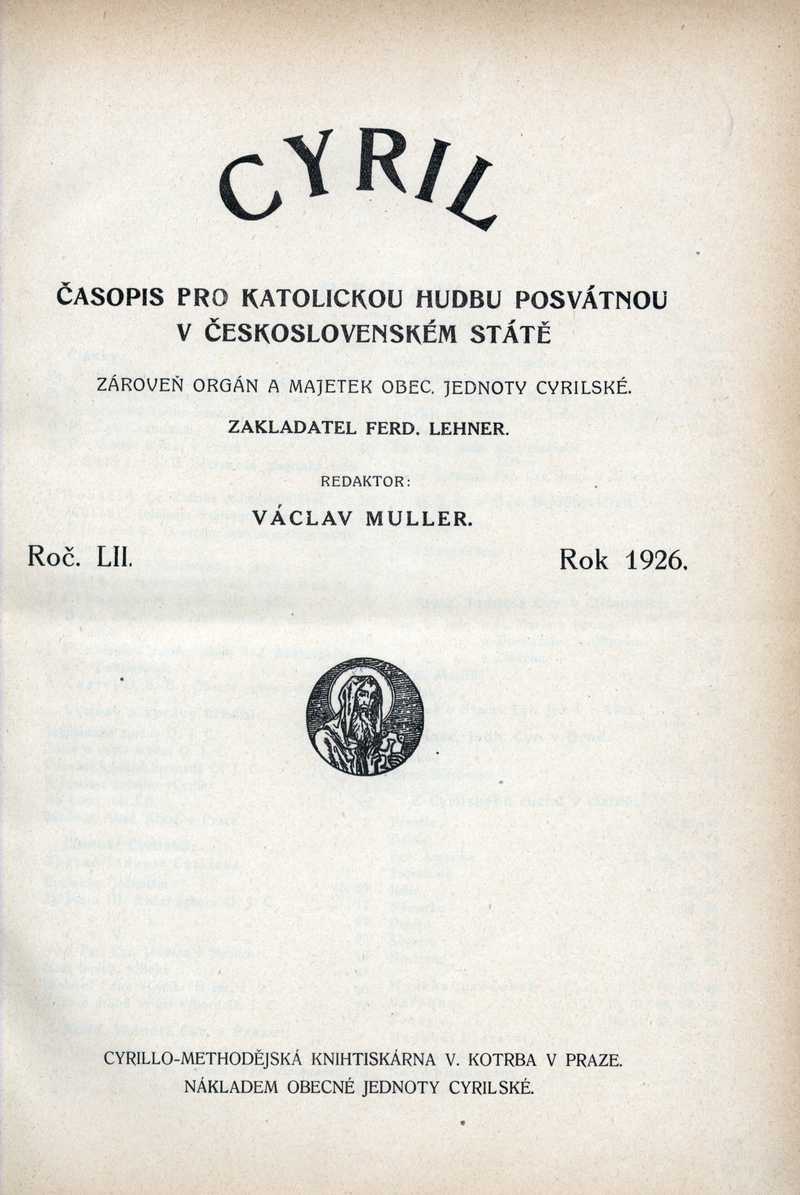 CYRIL
ČASOPIS PRO KATOLICKOU HUDBU POSVÁTNOU
V ČESKOSLOVENSKÉM STÁTĚ
ZÁROVEŇ ORGÁN A MAJETEK OBEC. JEDNOTY CYRILSKÉ.
ZAKLADATEL FERD. LEHNER.
REDAKTOR:
VÁCLAV MULLER.
Roč. LII. Rok 1926.
CYRILLO-METHODĚJSKÁ KNIHTISKÁRNA V. KOTRBA V PRAZE.
NÁKLADEM OBECNÉ JEDNOTY CYRILSKÉ.